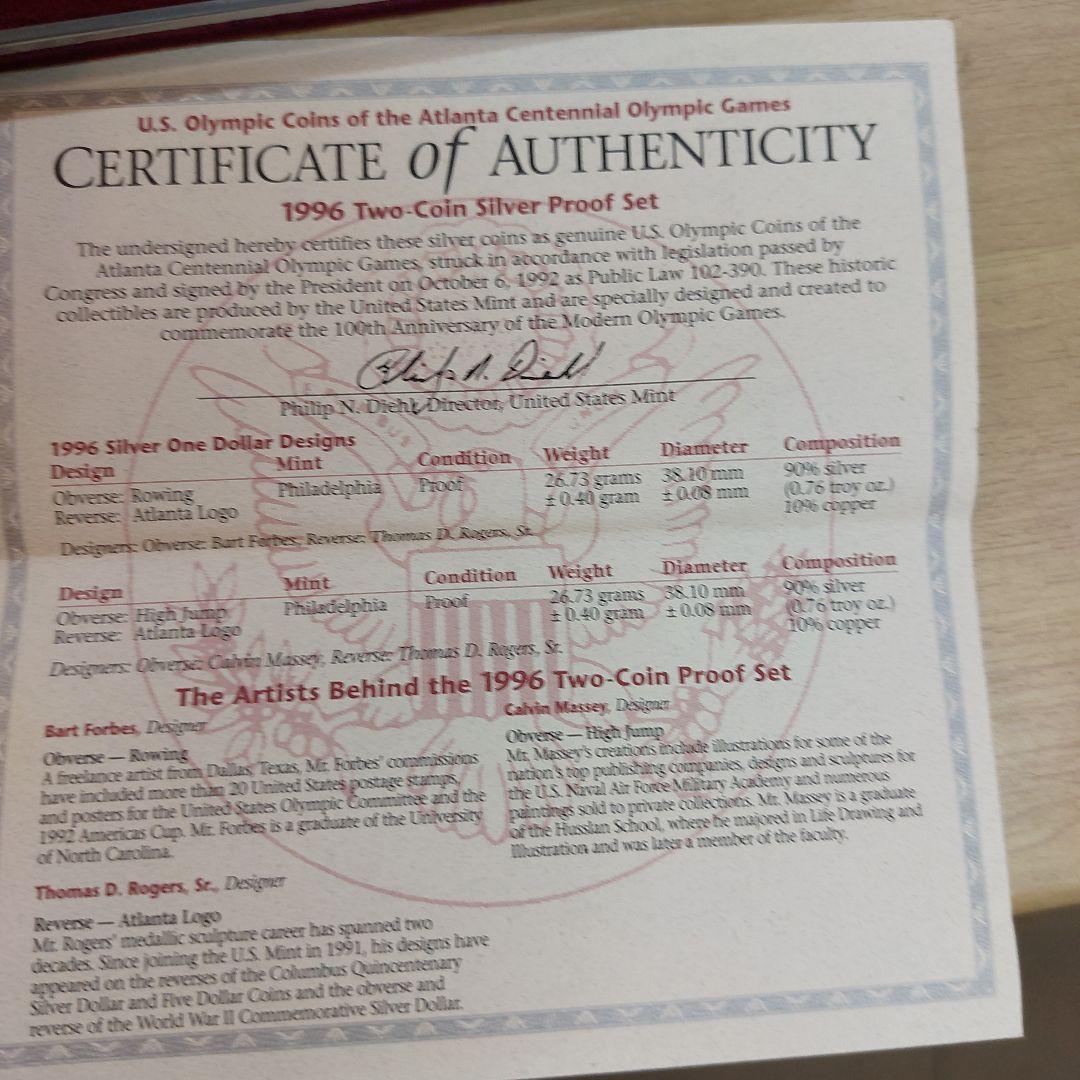 U.S. Olympic Coins of the Atlanta Centennial Olympic Games
CERTIFICATE of AUTHENTICITY
1996 Two-Coin Silver Proof Set
The undersigned hereby certifies these silver coins as genuine U.S. Olympic Coins of the
Atlanta Centennial Olympic Games, struck in accordance with legislation passed by
Congress and signed by the President on October 6, 1992 as Public Law 102-390. These historic
collectibles are produced by the United States Mint and are specially designed and created to
commemorate the 100th Anniversary of the Modern Olympic Games.
Philip N. Diehl, Director, United States Mint
1996 Silver One Dollar Designs
Design Mint Condition Weight Diameter Composition
Obverse: Rowing Philadelphia Proof 26.73 grams 38.10 mm 90% silver
Reverse: Atlanta Logo ± 0.40 gram ± 0.08 mm (0.76 troy oz.)
10% copper
Designers: Obverse: Bart Forbes; Reverse: Thomas D. Rogers, Sr.
Design Mint Condition Weight Diameter Composition
Obverse: High Jump Philadelphia Proof 26.73 grams 38.10 mm 90% silver
Reverse: Atlanta Logo ± 0.40 gram ± 0.08 mm (0.76 troy oz.)
10% copper
Designers: Obverse: Calvin Massey, Reverse: Thomas D. Rogers, Sr.
The Artists Behind the 1996 Two-Coin Proof Set
Bart Forbes, Designer
Obverse — Rowing
A freelance artist from Dallas, Texas, Mr. Forbes' commissions
have included more than 20 United States postage stamps,
and posters for the United States Olympic Committee and the
1992 Americas Cup. Mr. Forbes is a graduate of the University
of North Carolina.
Calvin Massey, Designer
Obverse — High Jump
Mr. Massey's creations include illustrations for some of the
nation's top publishing companies, designs and sculptures for
the U.S. Naval Air Force Military Academy and numerous
paintings sold to private collections. Mr. Massey is a graduate
of the Hussian School, where he majored in Life Drawing and
Illustration and was later a member of the faculty.
Thomas D. Rogers, Sr., Designer
Reverse — Atlanta Logo
Mr. Rogers' medallic sculpture career has spanned two
decades. Since joining the U.S. Mint in 1991, his designs have
appeared on the reverses of the Columbus Quincentenary
Silver Dollar and Five Dollar Coins and the obverse and
reverse of the World War II Commemorative Silver Dollar.